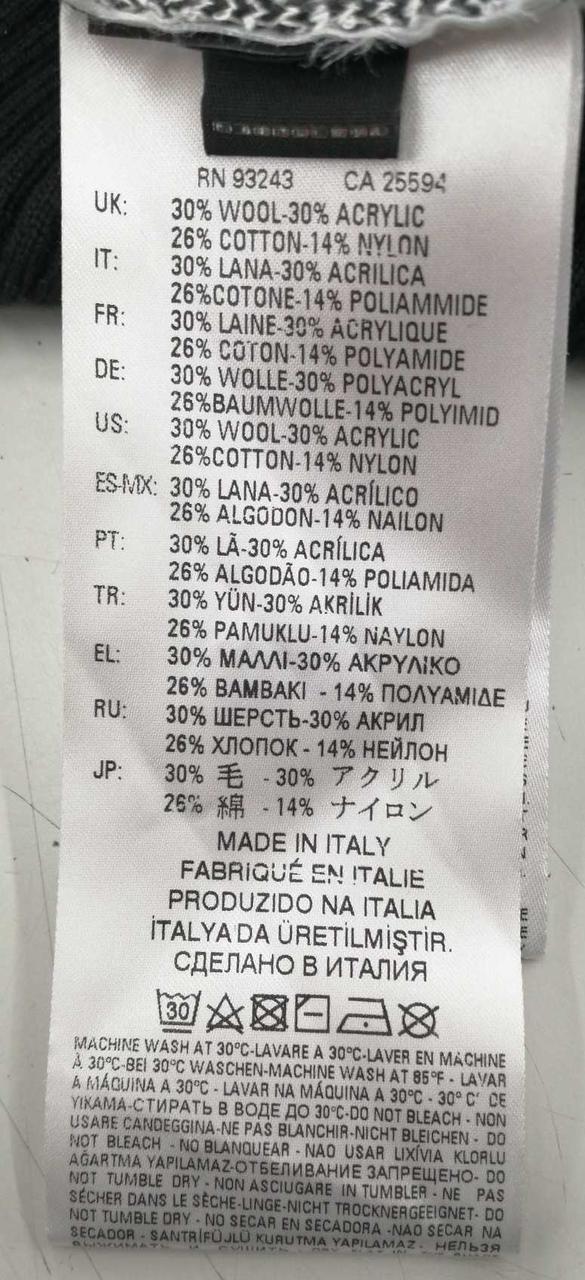 RN 93243 CA 25594
UK: 30% WOOL-30% ACRYLIC
26% COTTON-14% NYLON
IT: 30% LANA-30% ACRILICA
26%COTONE-14% POLIAMMIDE
FR: 30% LAINE-30% ACRYLIQUE
26% COTON-14% POLYAMIDE
DE: 30% WOLLE-30% POLYACRYL
26%BAUMWOLLE-14% POLYIMID
US: 30% WOOL-30% ACRYLIC
26%COTTON-14% NYLON
ES-MX: 30% LANA-30% ACRÍLICO
26% ALGODON-14% NAILON
PT: 30% LÃ-30% ACRÍLICA
26% ALGODÃO-14% POLIAMIDA
TR: 30% YÜN-30% AKRİLİK
26% PAMUKLU-14% NAYLON
EL: 30% ΜΑΛΛΙ-30% ΑΚΡΥΛΙΚΟ
26% BAMBAKI - 14% ΠΟΛΥΑΜΙΔΕ
RU: 30% ШЕРСТЬ-30% АКРИЛ
26% ХЛОПОК - 14% НЕЙЛОН
JP: 30% 毛 - 30% アクリル
26% 綿 - 14% ナイロン
MADE IN ITALY
FABRIQUÉ EN ITALIE
PRODUZIDO NA ITALIA
İTALYA'DA ÜRETİLMİŞTİR.
СДЕЛАНО В ИТАЛИЯ
30
MACHINE WASH AT 30°C-LAVARE A 30°C-LAVER EN MACHINE
À 30°C-BEI 30°C WASCHEN-MACHINE WASH AT 85°F - LAVAR
A MÁQUINA A 30°C - LAVAR NA MÁQUINA A 30°C - 30° C' DE
YIKAMA-СТИРАТЬ В ВОДЕ ДО 30°C-DO NOT BLEACH - NON
USARE CANDEGGINA-NE PAS BLANCHIR-NICHT BLEICHEN - DO
NOT BLEACH - NO BLANQUEAR - NAO USAR LIXÍVIA KLORLU
AĞARTMA YAPILAMAZ-ОТБЕЛИВАНИЕ ЗАПРЕЩЕНО- DO
NOT TUMBLE DRY - NON ASCIUGARE IN TUMBLER - NE PAS
SÉCHER DANS LE SÈCHE-LINGE-NICHT TROCKNERGEEIGNET- DO
NOT TUMBLE DRY - NO SECAR EN SECADORA -NAO SECAR NA
SECADOR - SANTRİFÜJLÜ KURUTMA YAPILAMAZ- НЕЛЬЗЯ